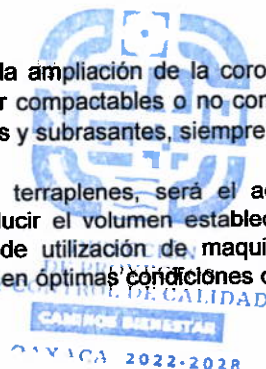 la ampliación de la coro
r compactables o no con
s y subrasantes, siempre
terraplenes, será el a
ducir el volumen establec
de utilización de maqui
en óptimas condiciones
CONTROL DE CALIDAD
CAMINOS BIENESTAR
OAXACA 2022-2028